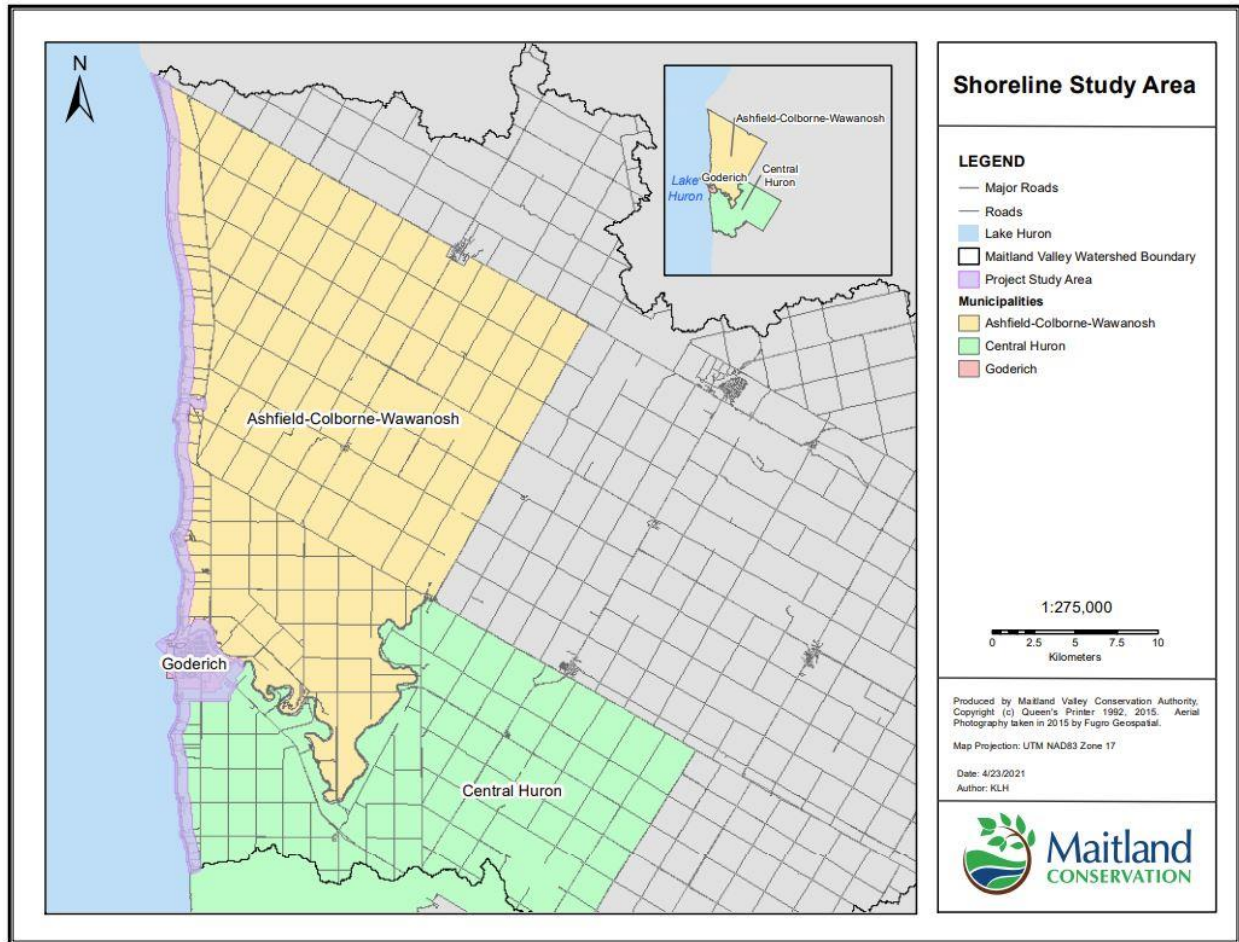 N
Ashfield-Colborne-Wawanosh
Goderich
Central Huron
Ashfield-Colborne-Wawanosh
Lake
Huron
Goderich
Central
Huron
Shoreline Study Area
LEGEND
Major Roads
Roads
Lake Huron
Maitland Valley Watershed Boundary
Project Study Area
Municipalities
Ashfield-Colborne-Wawanosh
Central Huron
Goderich
1:275,000
0 2.5 5 7.5 10
Kilometers
Produced by Maitland Valley Conservation Authority,
Copyright (c) Queen's Printer 1992, 2015. Aerial
Photography taken in 2015 by Fugro Geospatial.
Map Projection: UTM NAD83 Zone 17
Date: 4/23/2021
Author: KLH
Maitland
CONSERVATION